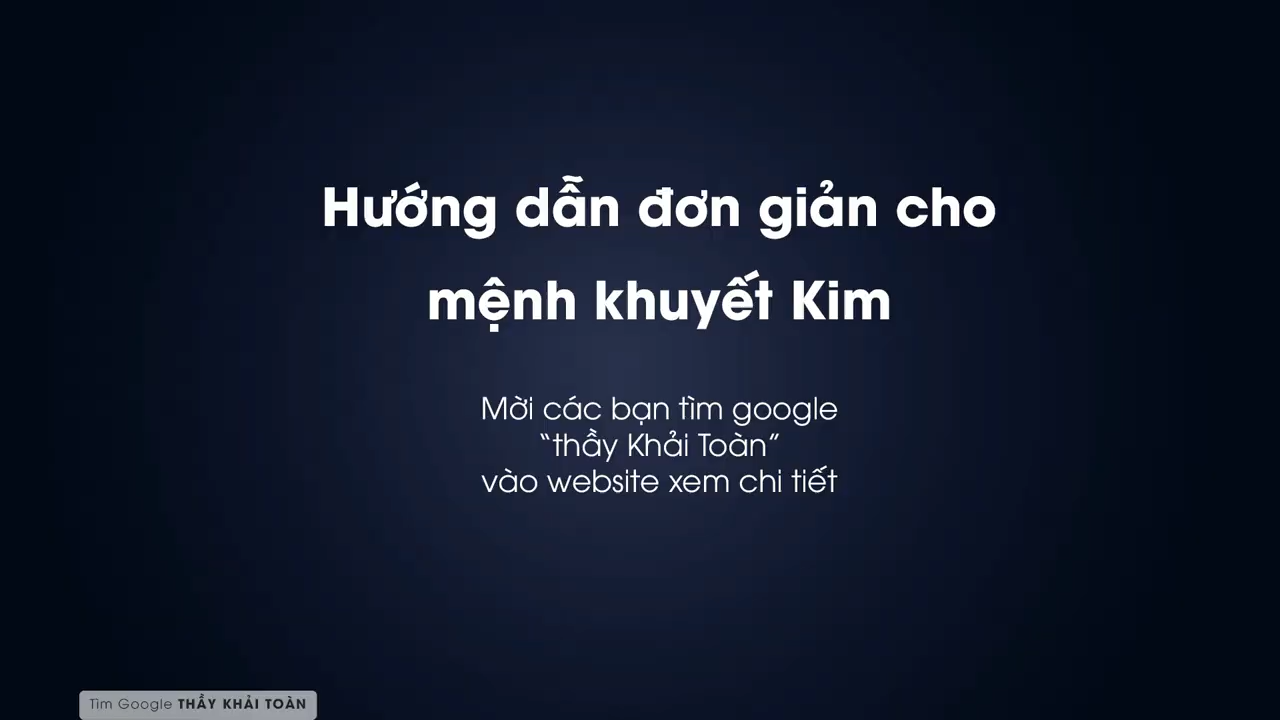 Hướng dẫn đơn giản cho
mệnh khuyết Kim
Mời các bạn tìm google
“thầy Khải Toàn”
vào website xem chi tiết
Tìm Google THẦY KHẢI TOÀN